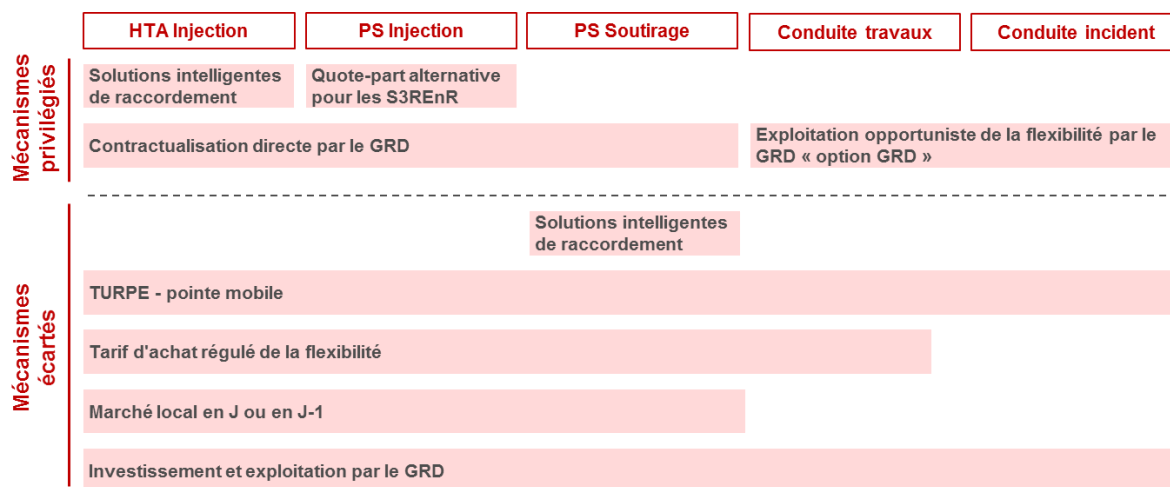 HTA Injection
PS Injection
PS Soutirage
Conduite travaux
Conduite incident
Mécanismes
privilégiés
Solutions intelligentes
de raccordement
Quote-part alternative
pour les S3REnR
Contractualisation directe par le GRD
Exploitation opportuniste de la flexibilité par le
GRD « option GRD »
Mécanismes
écartés
Solutions intelligentes
de raccordement
TURPE - pointe mobile
Tarif d'achat régulé de la flexibilité
Marché local en J ou en J-1
Investissement et exploitation par le GRD